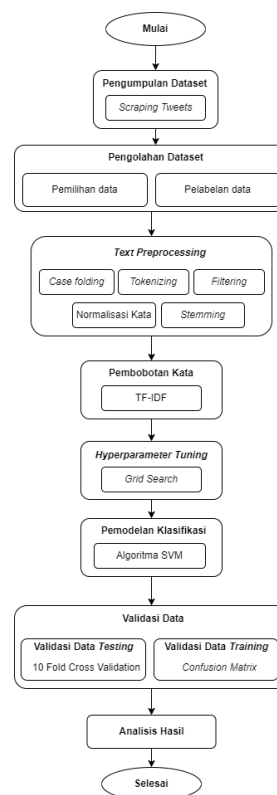 Mulai
Pengumpulan Dataset
Scraping Tweets
Pengolahan Dataset
Pemilihan data
Pelabelan data
Text Preprocessing
Case folding
Tokenizing
Filtering
Normalisasi Kata
Stemming
Pembobotan Kata
TF-IDF
Hyperparameter Tuning
Grid Search
Pemodelan Klasifikasi
Algoritma SVM
Validasi Data
Validasi Data Testing
10 Fold Cross Validation
Validasi Data Training
Confusion Matrix
Analisis Hasil
Selesai